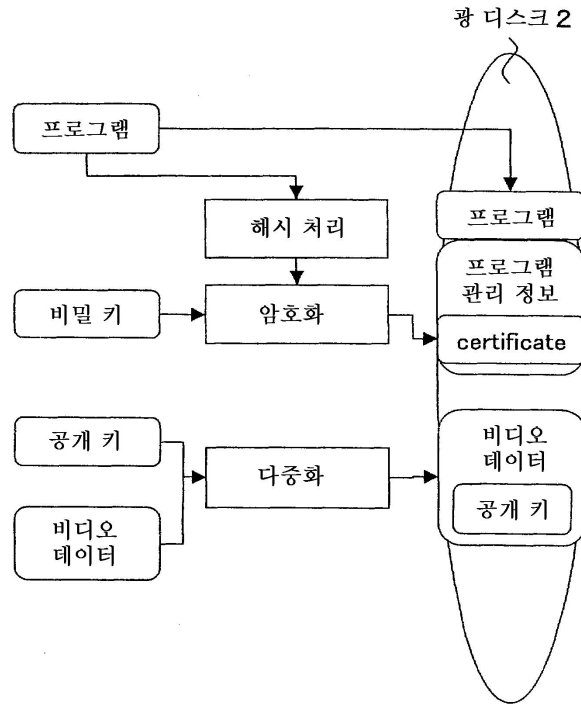 광 디스크 2
프로그램
해시 처리
프로그램
프로그램
관리 정보
비밀 키
암호화
certificate
공개 키
다중화
비디오
데이터
비디오
데이터
공개 키